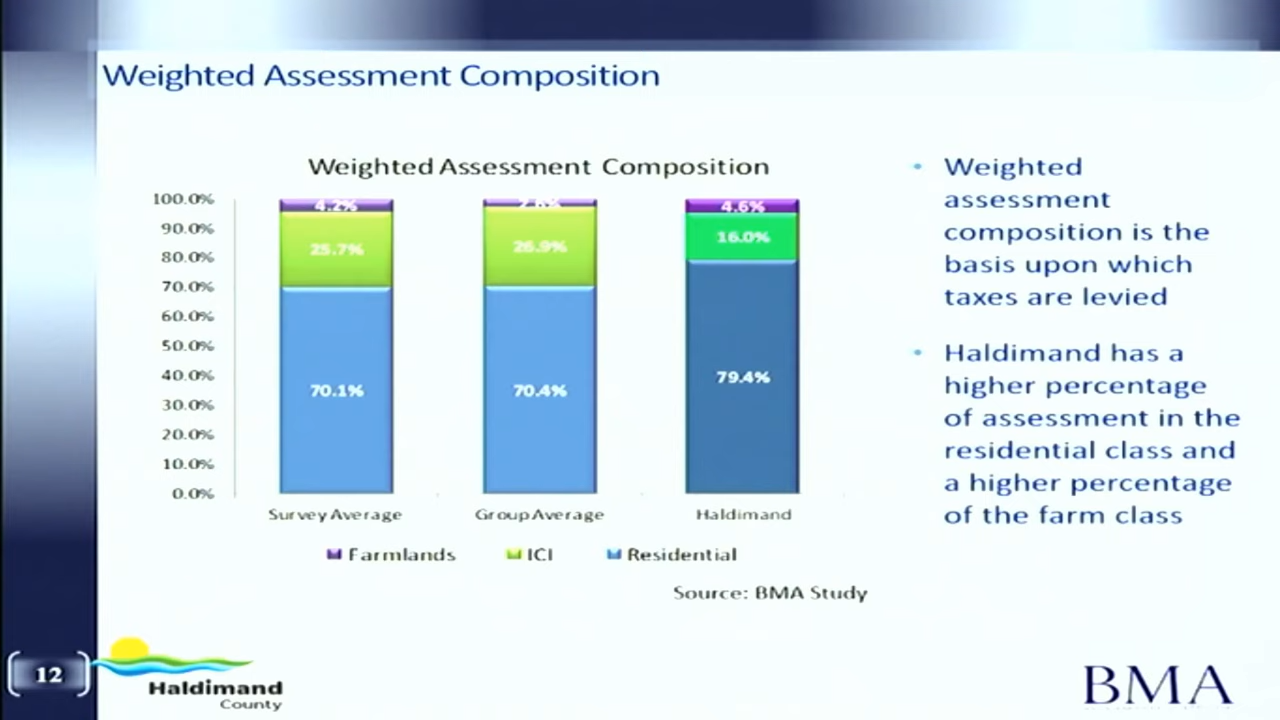 Weighted Assessment Composition
Weighted Assessment Composition
100.0%
90.0%
80.0%
70.0%
60.0%
50.0%
40.0%
30.0%
20.0%
10.0%
0.0%
4.2%
25.7%
70.1%
26.9%
70.4%
4.6%
16.0%
79.4%
Survey Average
Group Average
Haldimand
Farmlands
ICI
Residential
Source: BMA Study
• Weighted
assessment
composition is the
basis upon which
taxes are levied
• Haldimand has a
higher percentage
of assessment in the
residential class and
a higher percentage
of the farm class
12
Haldimand
County
BMA